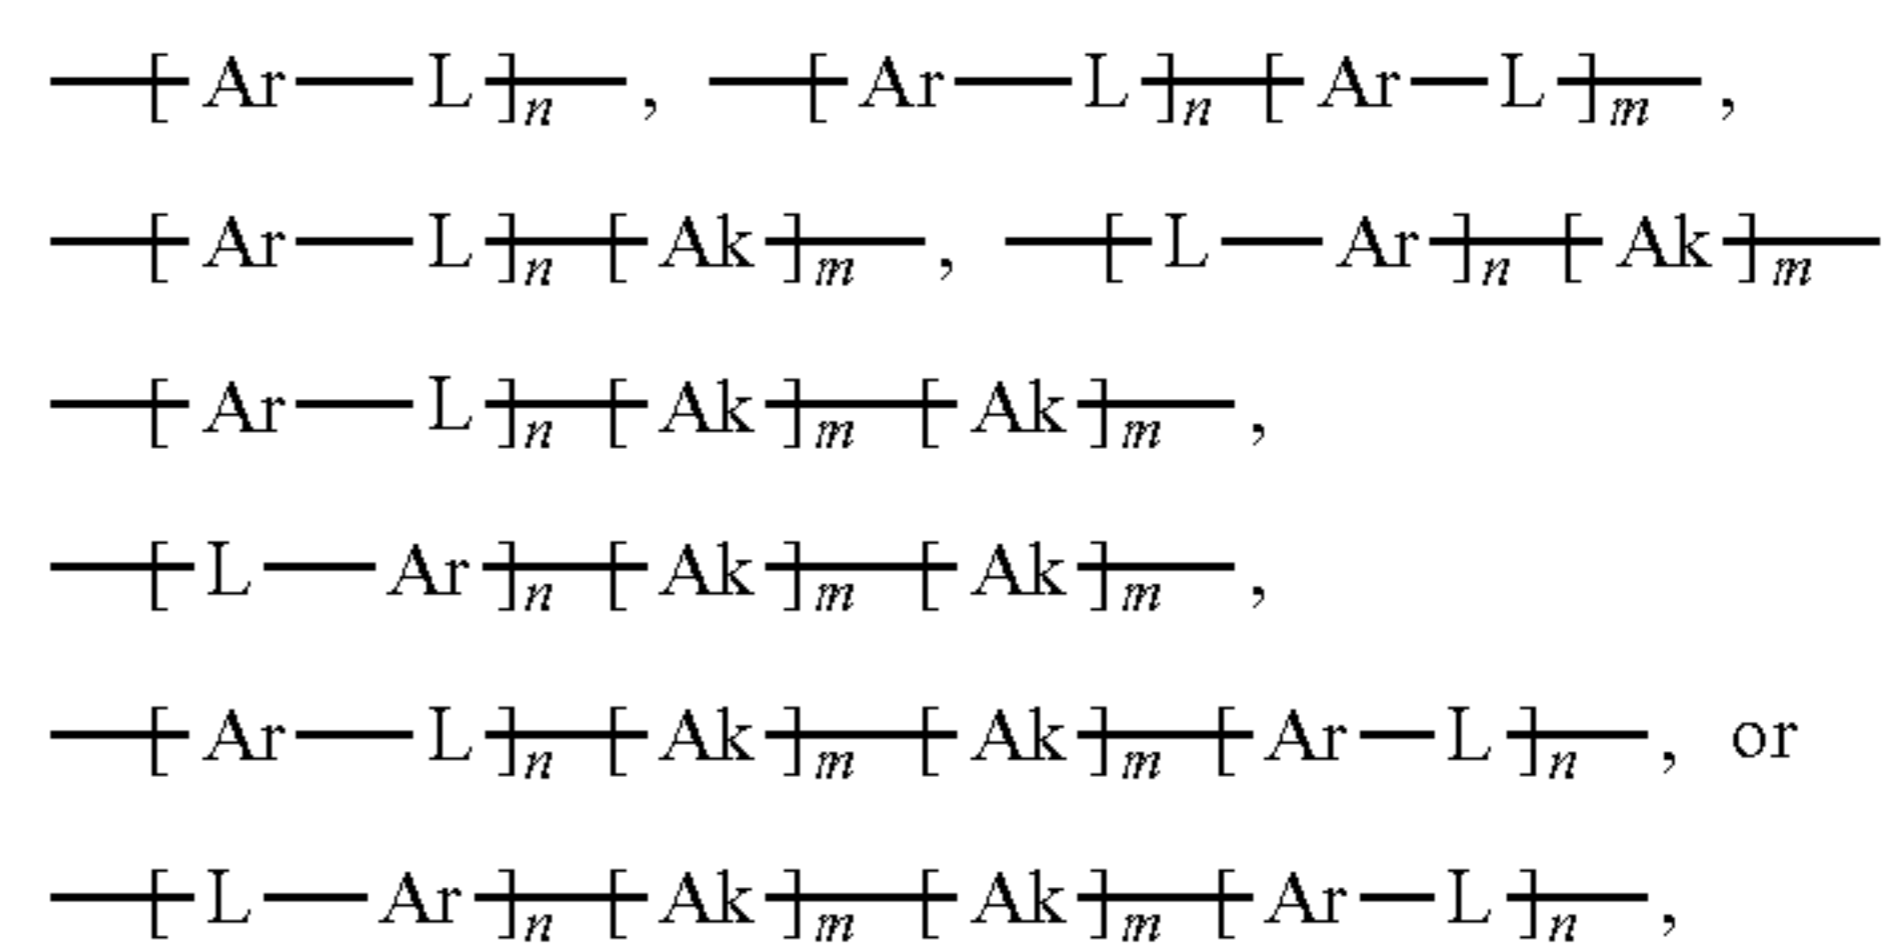 —[Ar—L]n—, —[Ar—L]n—[Ar—L]m—,
—[Ar—L]n—[Ak]m—, —[L—Ar]n—[Ak]m—
—[Ar—L]n—[Ak]m—[Ak]m—,
—[L—Ar]n—[Ak]m—[Ak]m—,
—[Ar—L]n—[Ak]m—[Ak]m—[Ar—L]n—, or
—[L—Ar]n—[Ak]m—[Ak]m—[Ar—L]n—,